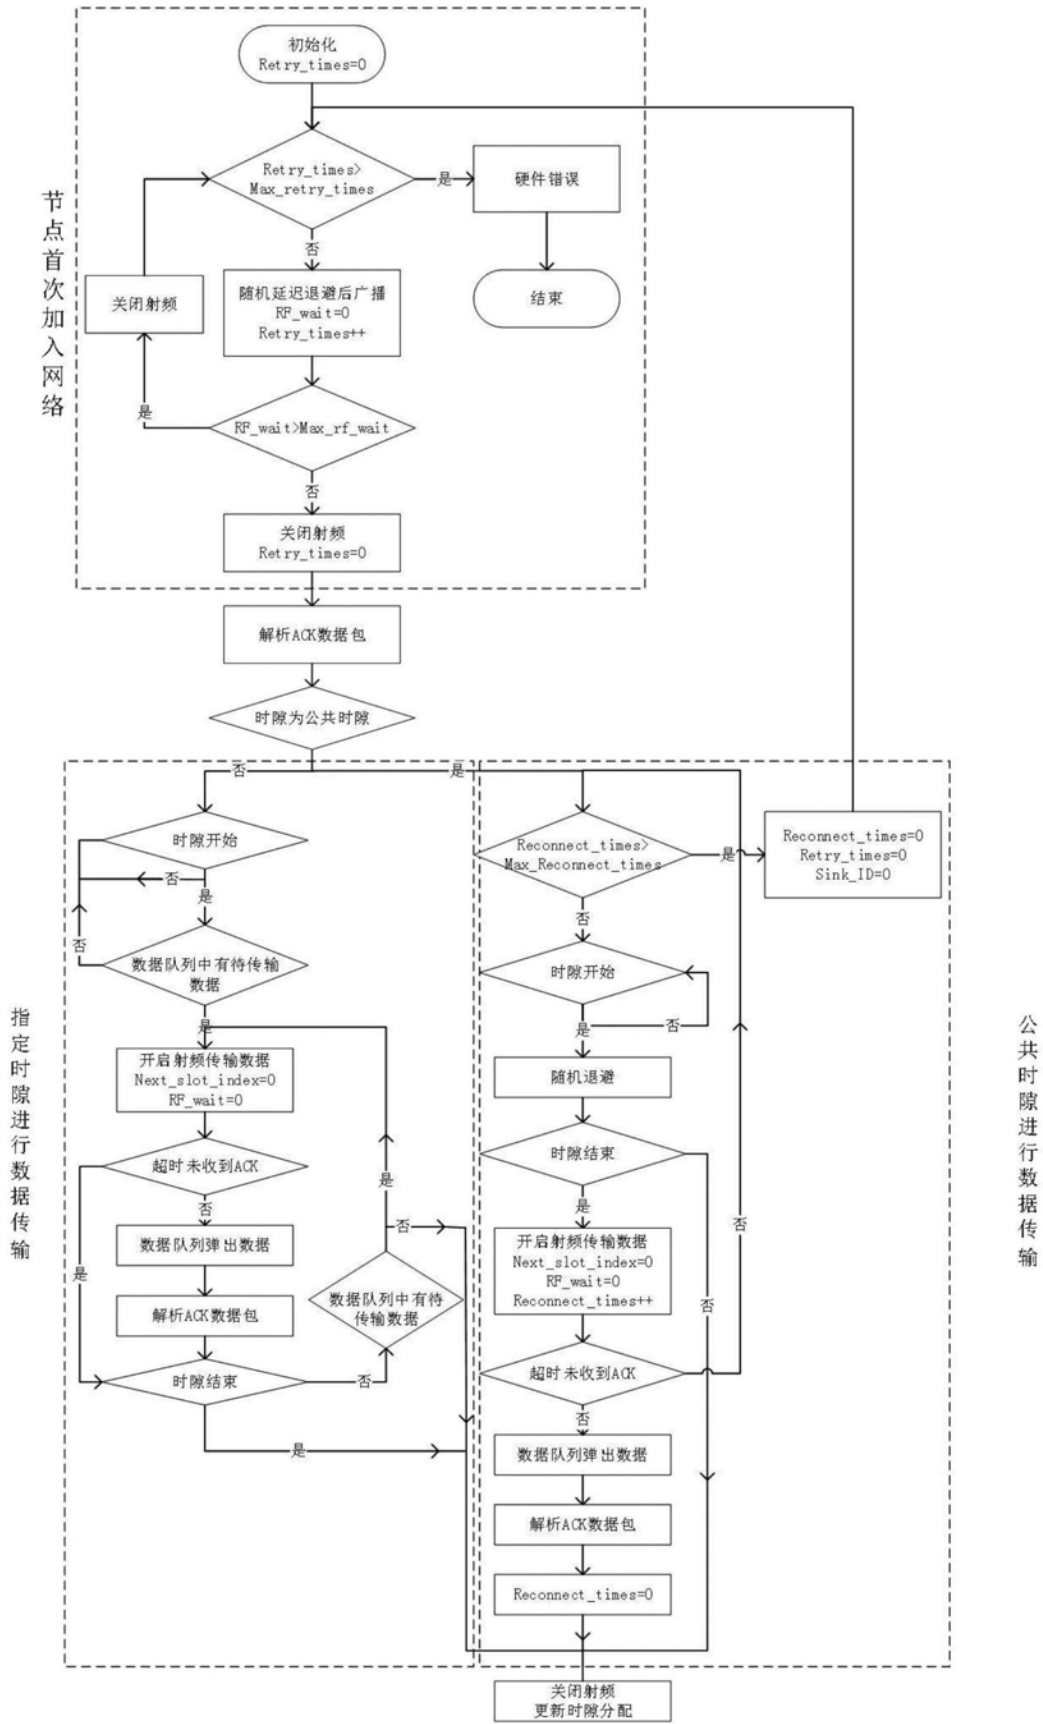 初始化
Retry_times=0
Retry_times>
Max_retry_times
是
硬件错误
结束
否
随机延迟退避后广播
RF_wait=0
Retry_times++
关闭射频
是
RF_wait>Max_rf_wait
否
关闭射频
Retry_times=0
节点首次加入网络
解析ACK数据包
时隙为公共时隙
否
是
时隙开始
否
是
否
数据队列中有待传输
数据
是
开启射频传输数据
Next_slot_index=0
RF_wait=0
超时未收到ACK
否
是
数据队列弹出数据
解析ACK数据包
时隙结束
否
数据队列中有待
传输数据
是
否
是
指定时隙进行数据传输
Reconnect_times>
Max_Reconnect_times
是
Reconnect_times=0
Retry_times=0
Sink_ID=0
否
时隙开始
是
否
随机退避
时隙结束
是
否
开启射频传输数据
Next_slot_index=0
RF_wait=0
Reconnect_times++
超时未收到ACK
否
否
数据队列弹出数据
解析ACK数据包
Reconnect_times=0
公共时隙进行数据传输
关闭射频
更新时隙分配